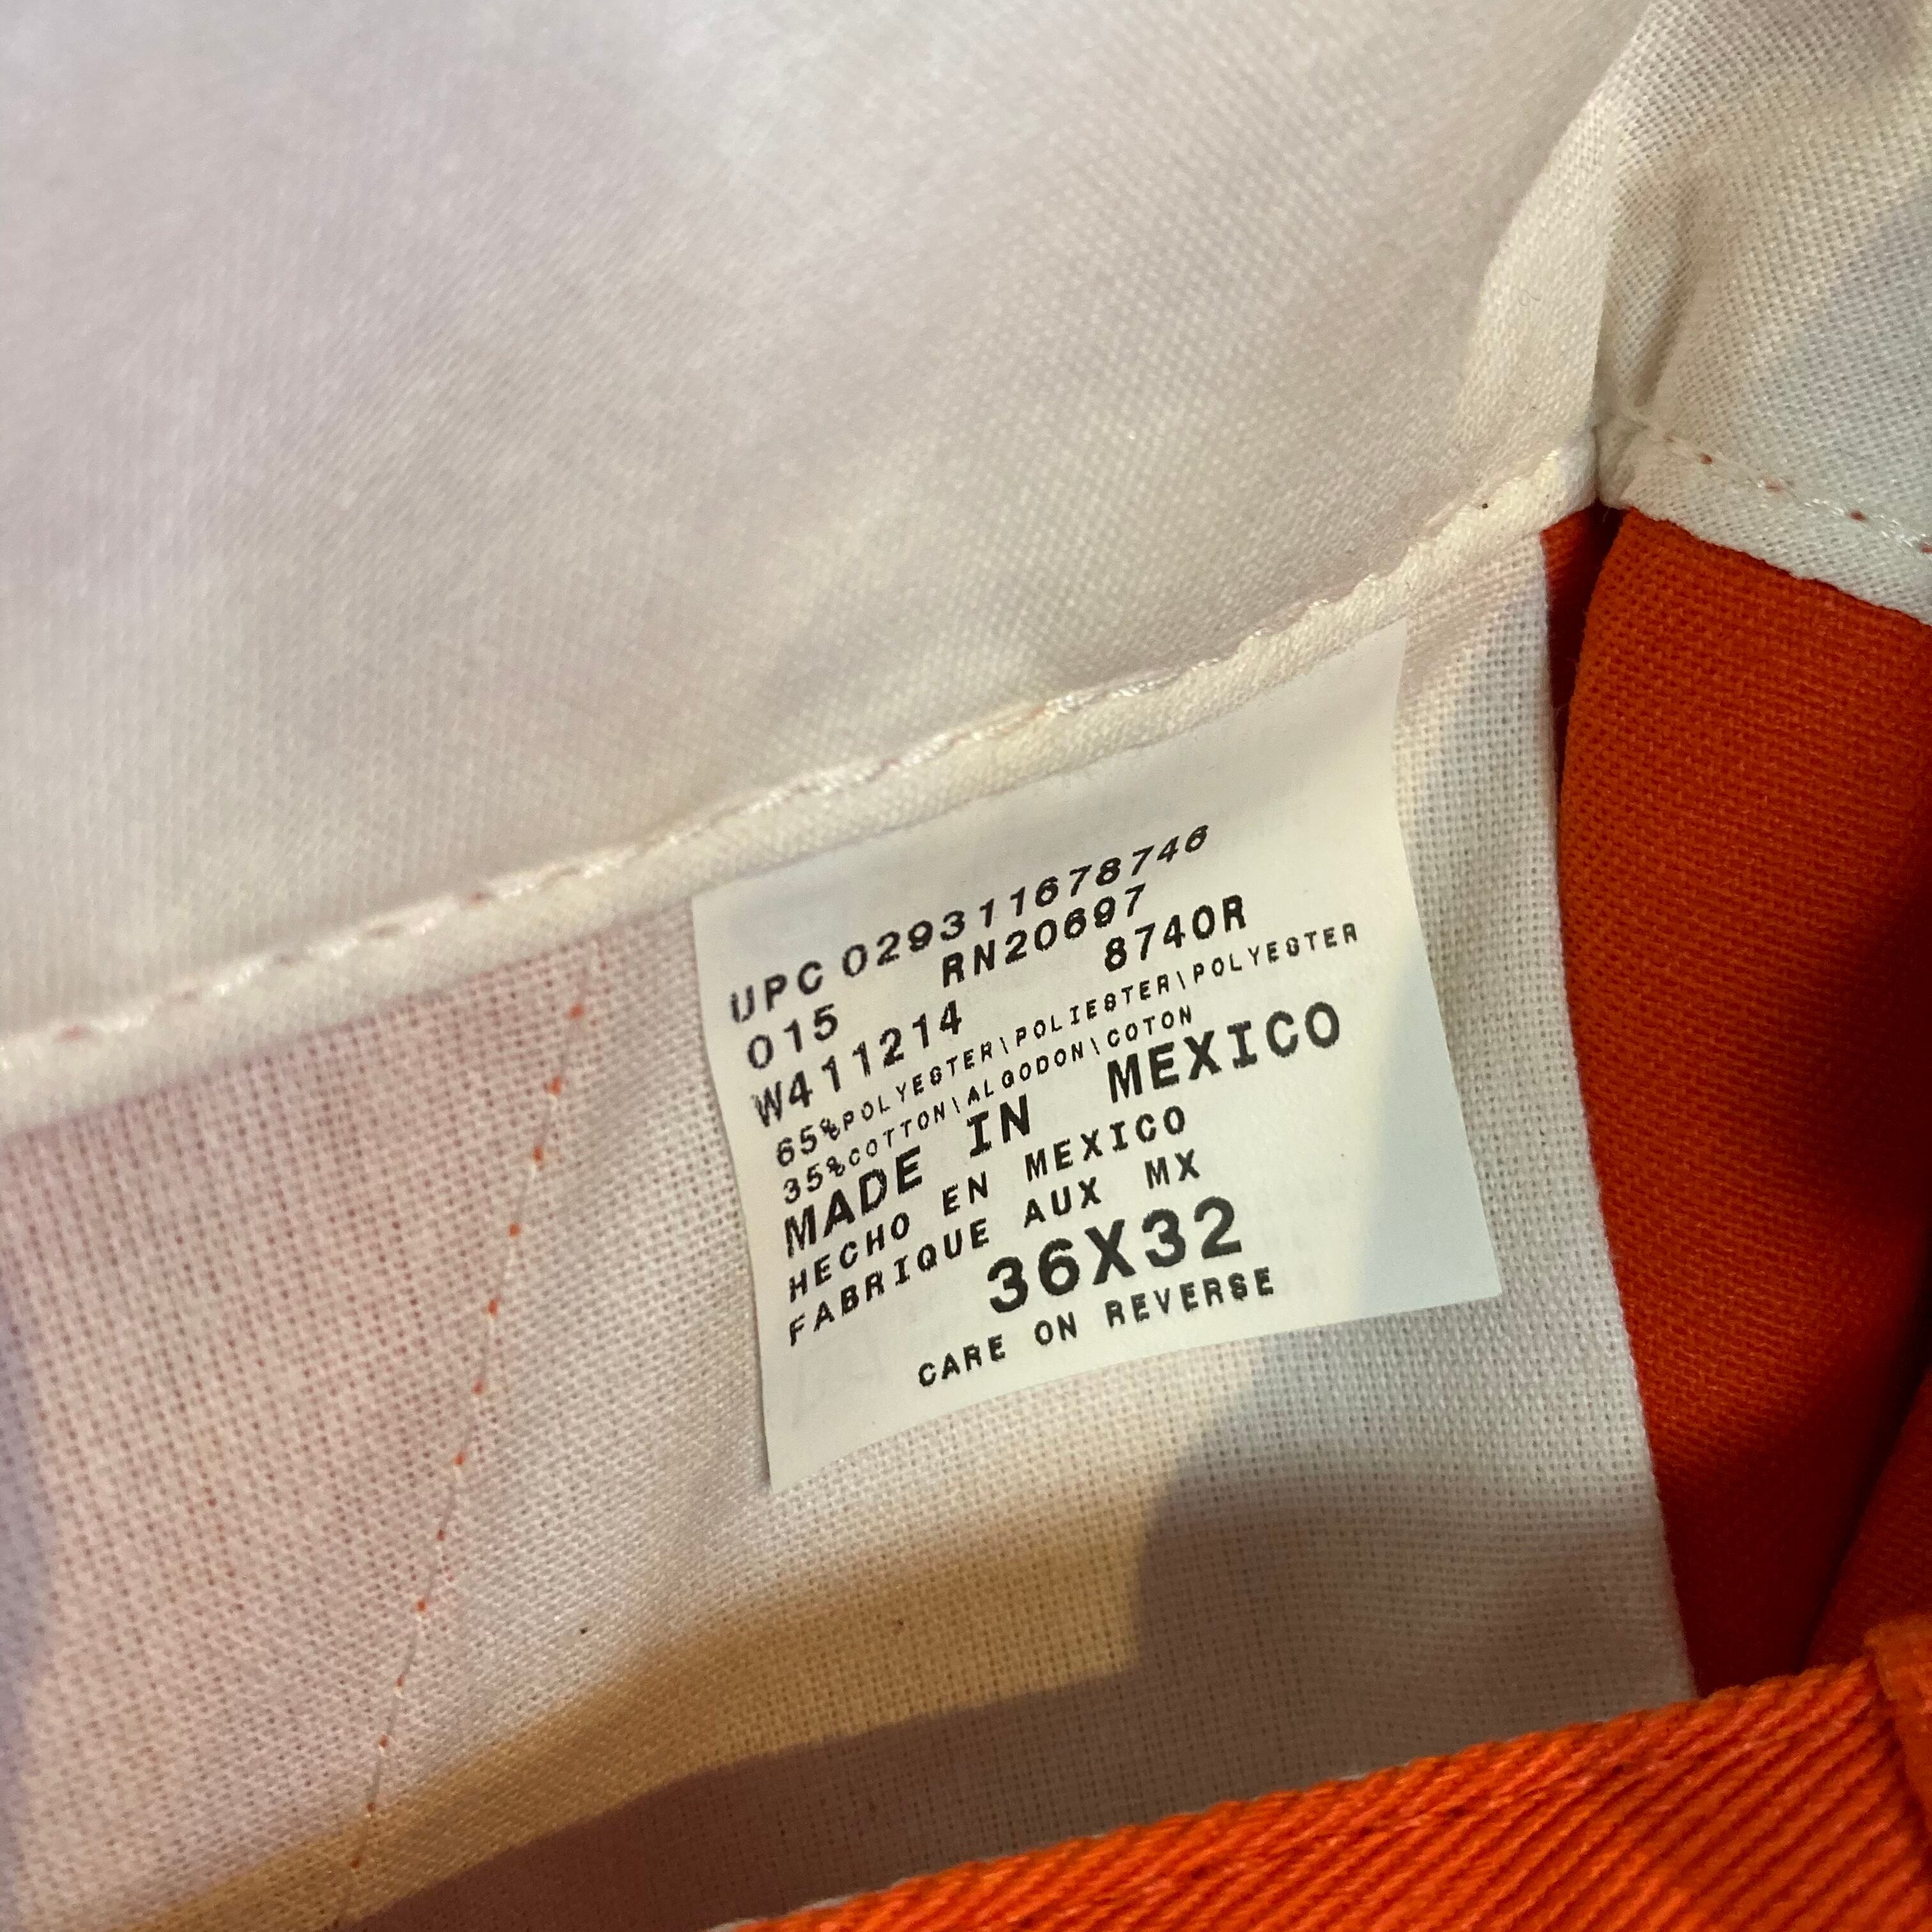 UPC 029311678746
015 RN20697
W411214 8740R
65%POLYESTER\POLIESTER\POLYESTER
35%COTTON\ALGODON\COTON
MADE IN MEXICO
HECHO EN MEXICO
FABRIQUE AUX MX
36X32
CARE ON REVERSE